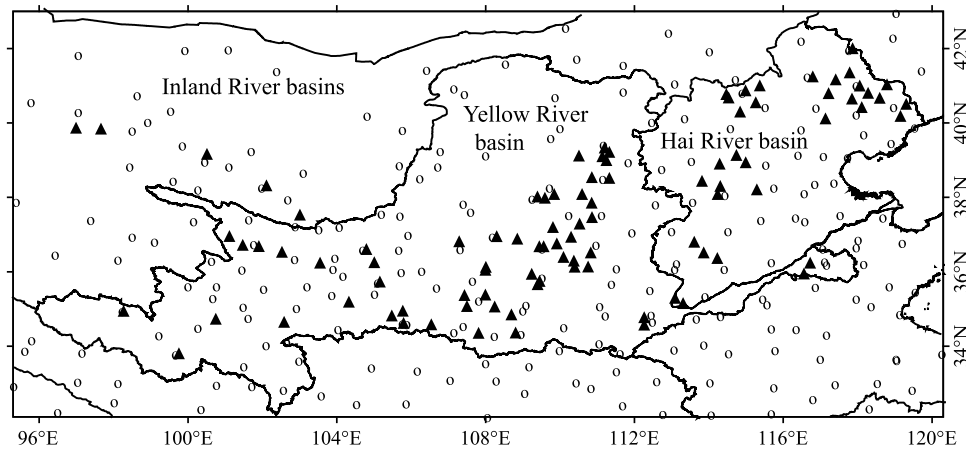 Inland River basins
Yellow River
basin
Hai River basin
42°N
40°N
38°N
36°N
34°N
96°E 100°E 104°E 108°E 112°E 116°E 120°E